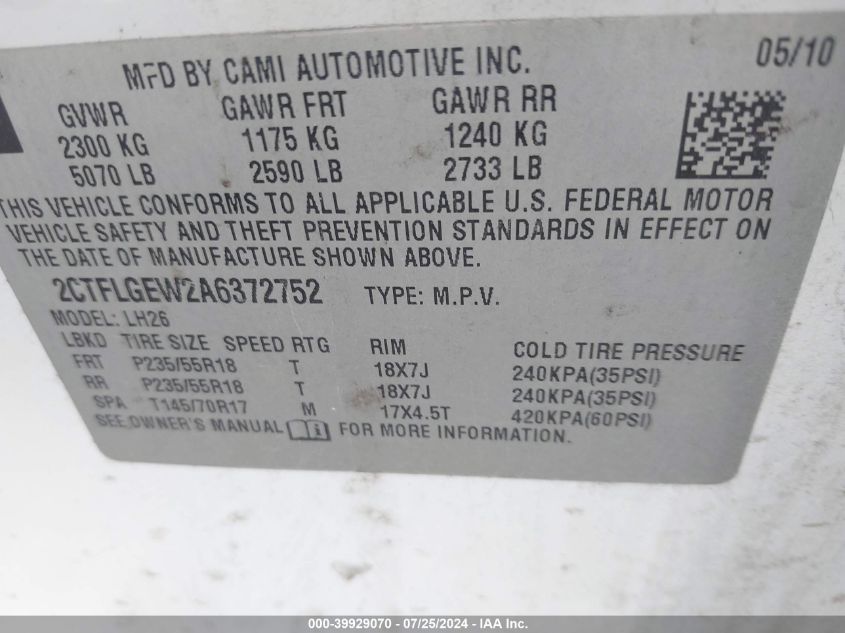 MFD BY CAMI AUTOMOTIVE INC. 05/10
GVWR GAWR FRT GAWR RR
2300 KG 1175 KG 1240 KG
5070 LB 2590 LB 2733 LB
THIS VEHICLE CONFORMS TO ALL APPLICABLE U.S. FEDERAL MOTOR
VEHICLE SAFETY AND THEFT PREVENTION STANDARDS IN EFFECT ON
THE DATE OF MANUFACTURE SHOWN ABOVE.
2CTFLGEW2A6372752 TYPE: M.P.V.
MODEL: LH26
LBKD TIRE SIZE SPEED RTG RIM COLD TIRE PRESSURE
FRT P235/55R18 T 18X7J 240KPA(35PSI)
RR P235/55R18 T 18X7J 240KPA(35PSI)
SPA T145/70R17 M 17X4.5T 420KPA(60PSI)
SEE OWNER'S MANUAL FOR MORE INFORMATION.
000-39929070 - 07/25/2024 - IAA Inc.